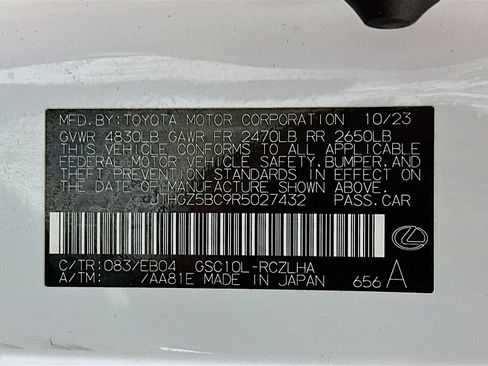 MFD. BY: TOYOTA MOTOR CORPORATION 10/23
GVWR 4830LB GAWR FR 2470LB RR 2650LB
THIS VEHICLE CONFORMS TO ALL APPLICABLE
FEDERAL MOTOR VEHICLE SAFETY, BUMPER, AND
THEFT PREVENTION STANDARDS IN EFFECT ON
THE DATE OF MANUFACTURE SHOWN ABOVE.
JTHGZ5BC9R5027432 PASS. CAR
C/TR: 083/EB04 GSC10L-RCZLHA
A/TM: /AA81E MADE IN JAPAN 656 A